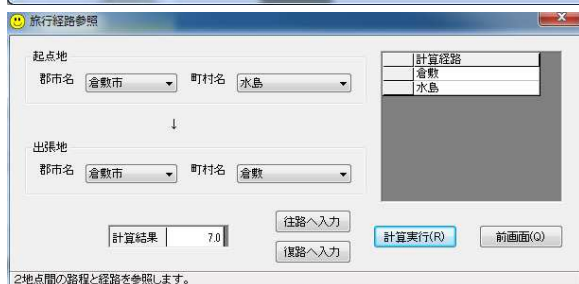 旅行経路参照
起点地
郡市名 倉敷市 町村名 水島
↓
出張地
郡市名 倉敷市 町村名 倉敷
計算経路
倉敷
水島
計算結果 7.0
往路へ入力
復路へ入力
計算実行(R)
前画面(Q)
2地点間の路程と経路を参照します。